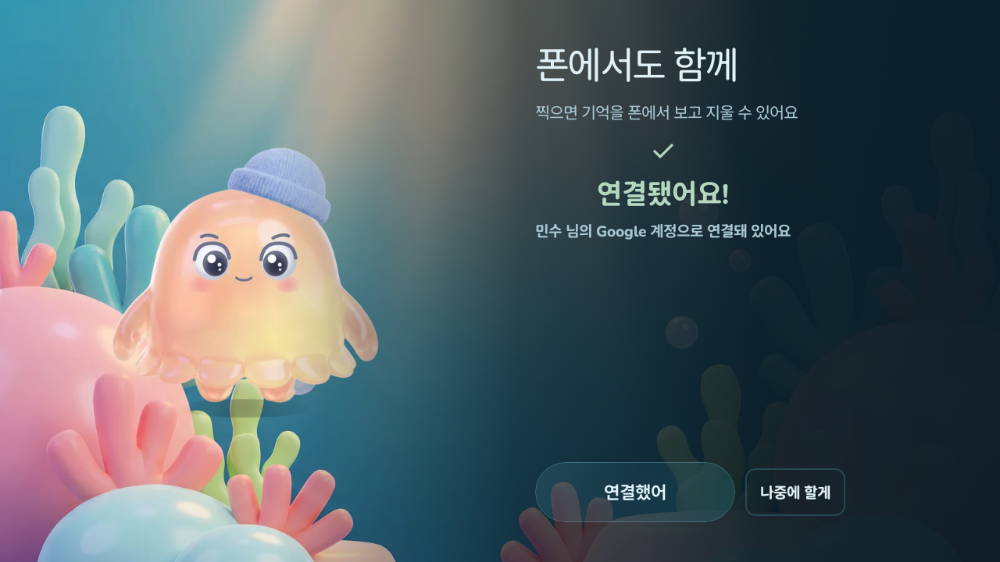 폰에서도 함께
찍으면 기억을 폰에서 보고 지울 수 있어요
연결됐어요!
민수 님의 Google 계정으로 연결돼 있어요
연결했어
나중에 할게